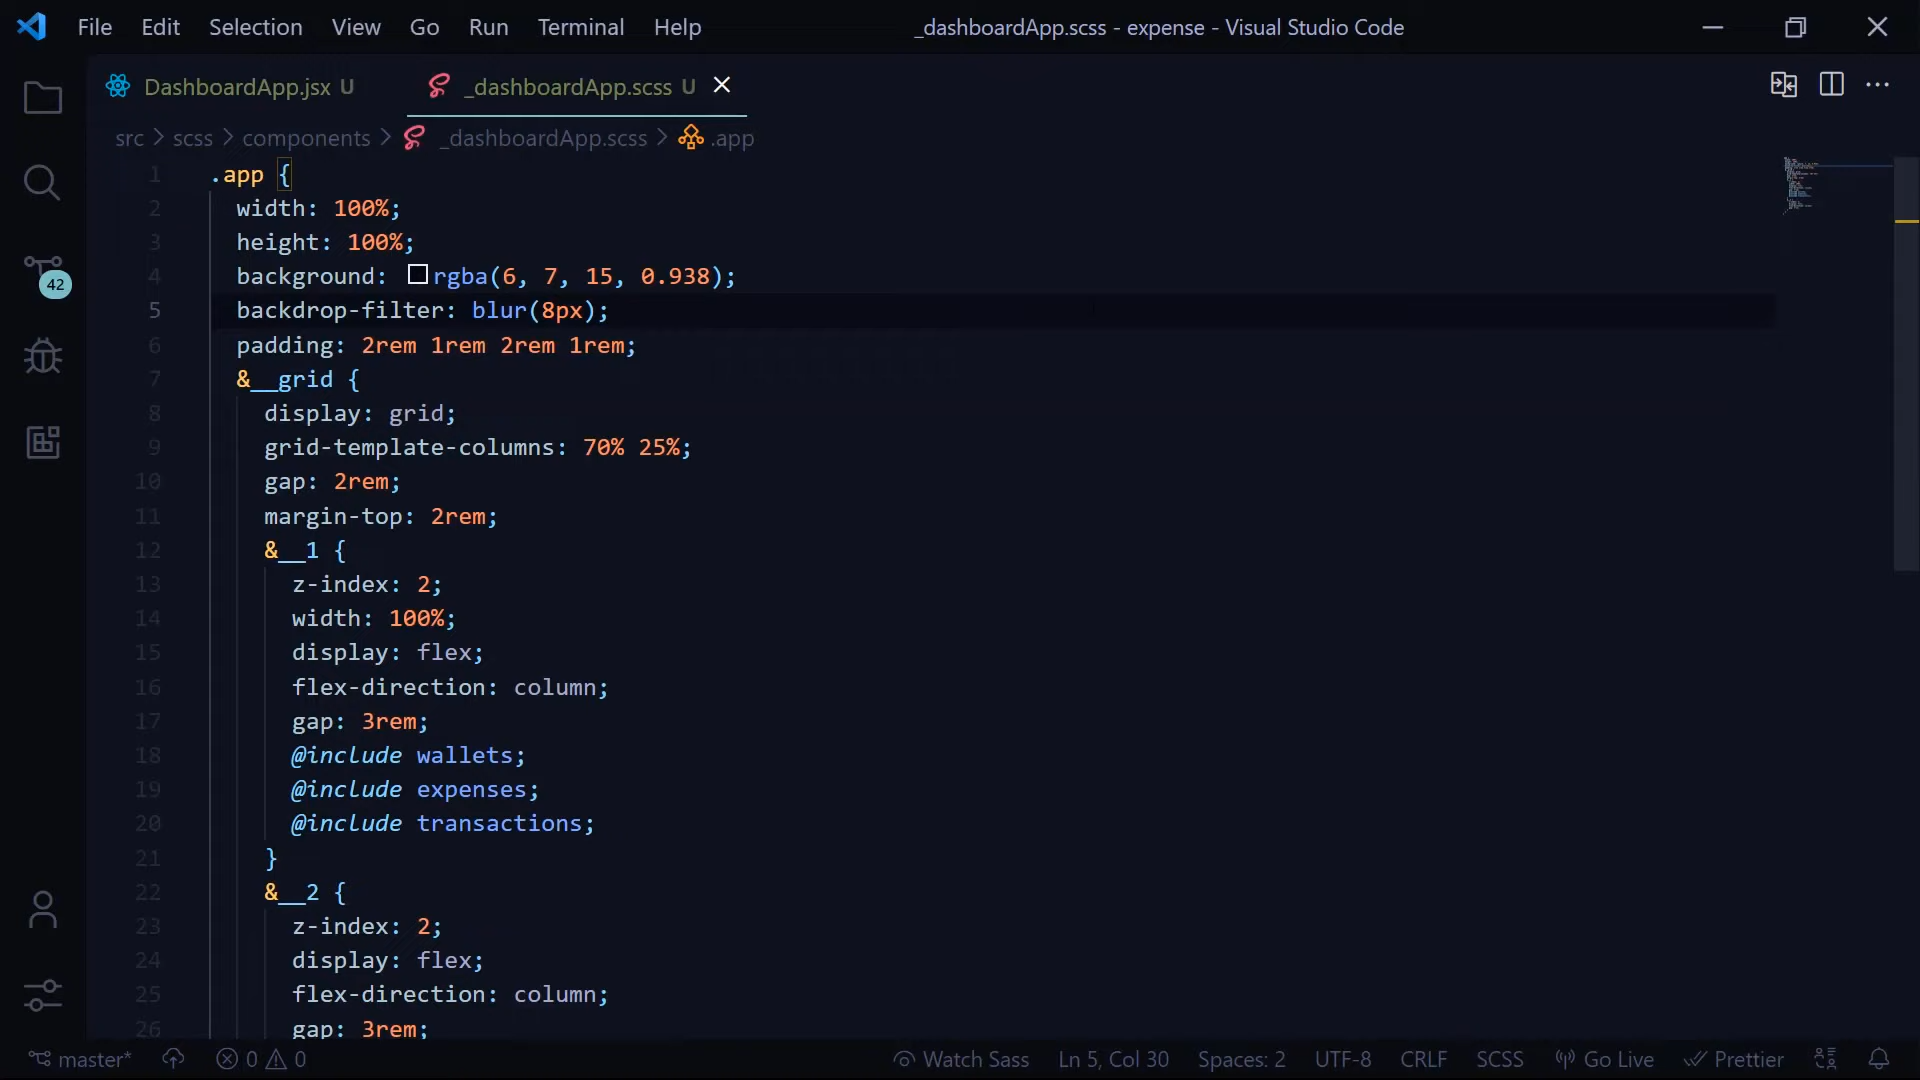 File Edit Selection View Go Run Terminal Help _dashboardApp.scss - expense - Visual Studio Code
DashboardApp.jsx U _dashboardApp.scss U
src > scss > components > _dashboardApp.scss > .app
42
1 .app {
2 width: 100%;
3 height: 100%;
4 background: rgba(6, 7, 15, 0.938);
5 backdrop-filter: blur(8px);
6 padding: 2rem 1rem 2rem 1rem;
7 &__grid {
8 display: grid;
9 grid-template-columns: 70% 25%;
10 gap: 2rem;
11 margin-top: 2rem;
12 &__1 {
13 z-index: 2;
14 width: 100%;
15 display: flex;
16 flex-direction: column;
17 gap: 3rem;
18 @include wallets;
19 @include expenses;
20 @include transactions;
21 }
22 &__2 {
23 z-index: 2;
24 display: flex;
25 flex-direction: column;
26 gap: 3rem;
master* 0 0 Watch Sass Ln 5, Col 30 Spaces: 2 UTF-8 CRLF SCSS Go Live Prettier